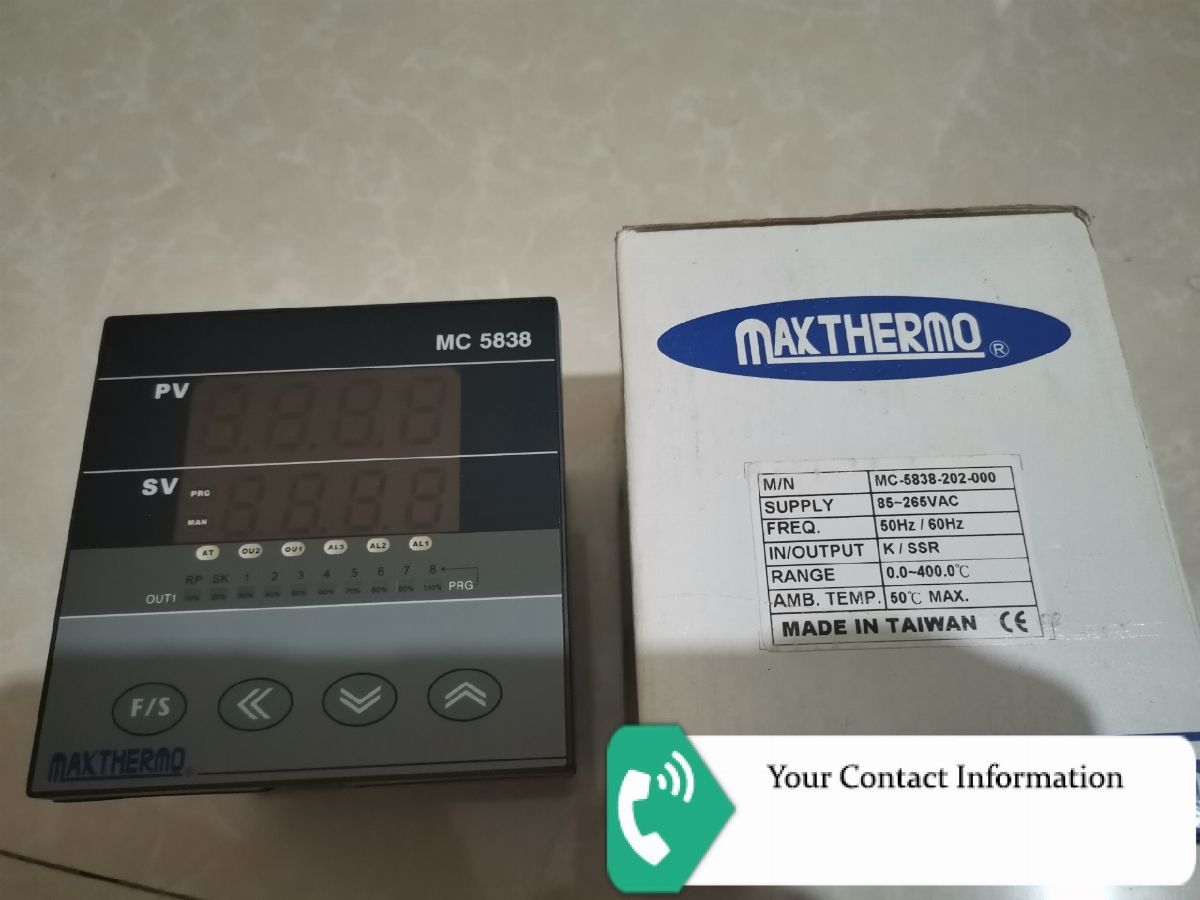 MC 5838
PV
SV
PRG
MAN
AT OU2 OU1 AL3 AL2 AL1
RP SK 1 2 3 4 5 6 7 8
OUT1
100%
PRG
F/S
MAXTHERMO
MAXTHERMO ®
M/N MC-5838-202-000
SUPPLY 85~265VAC
FREQ. 50Hz / 60Hz
IN/OUTPUT K / SSR
RANGE 0.0~400.0℃
AMB. TEMP. 50℃ MAX.
MADE IN TAIWAN CE
Your Contact Information